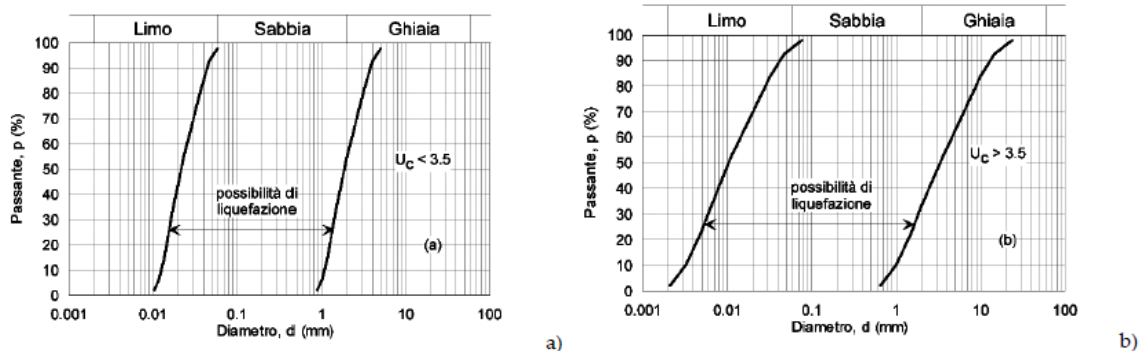 Limo Sabbia Ghiaia
100
90
80
70
60
50
40
30
20
10
0
Passante, p (%)
U_C < 3.5
possibilità di
liquefazione
(a)
0.001 0.01 0.1 1 10 100
Diametro, d (mm)
a)
Limo Sabbia Ghiaia
100
90
80
70
60
50
40
30
20
10
0
Passante, p (%)
U_C > 3.5
possibilità di
liquefazione
(b)
0.001 0.01 0.1 1 10 100
Diametro, d (mm)
b)